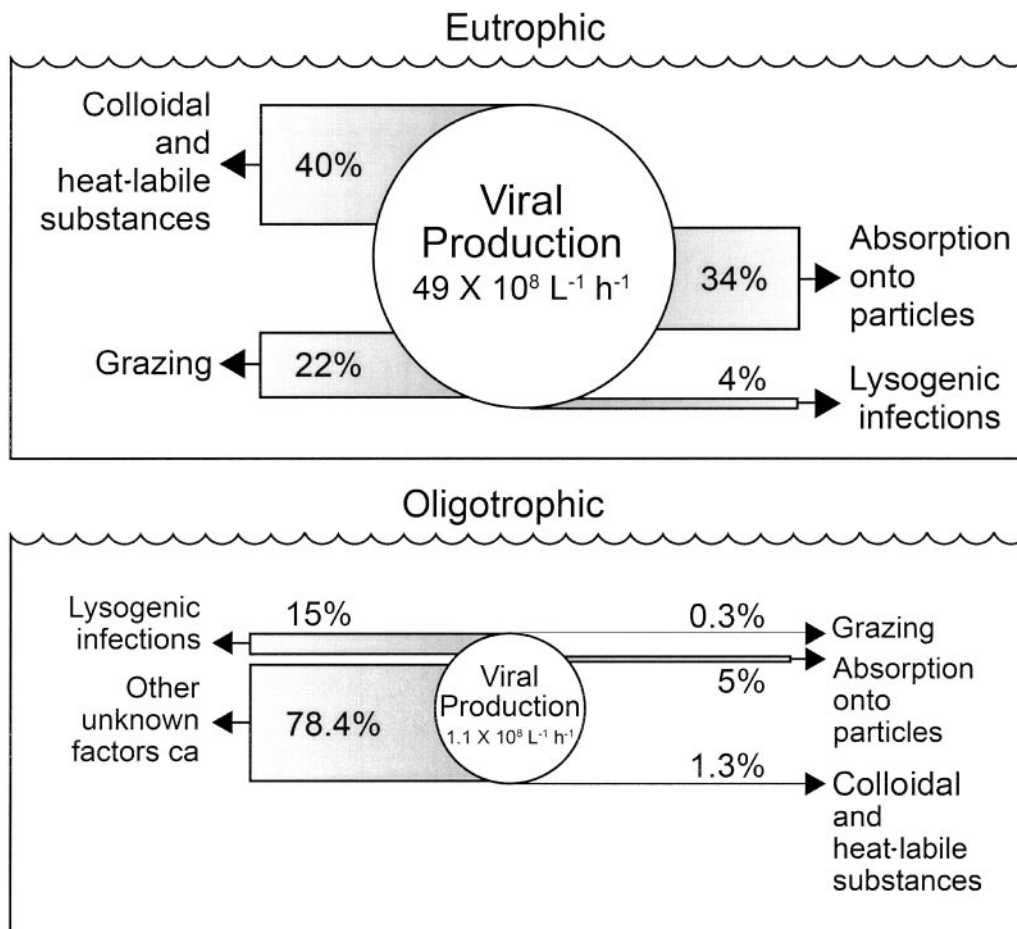 Eutrophic
Colloidal
and
heat-labile
substances
40%
Viral
Production
49 X 10⁸ L⁻¹ h⁻¹
34%
Absorption
onto
particles
Grazing
22%
4%
Lysogenic
infections
Oligotrophic
Lysogenic
infections
15%
0.3%
Grazing
Other
unknown
factors ca
78.4%
Viral
Production
1.1 X 10⁸ L⁻¹ h⁻¹
5%
Absorption
onto
particles
1.3%
Colloidal
and
heat-labile
substances